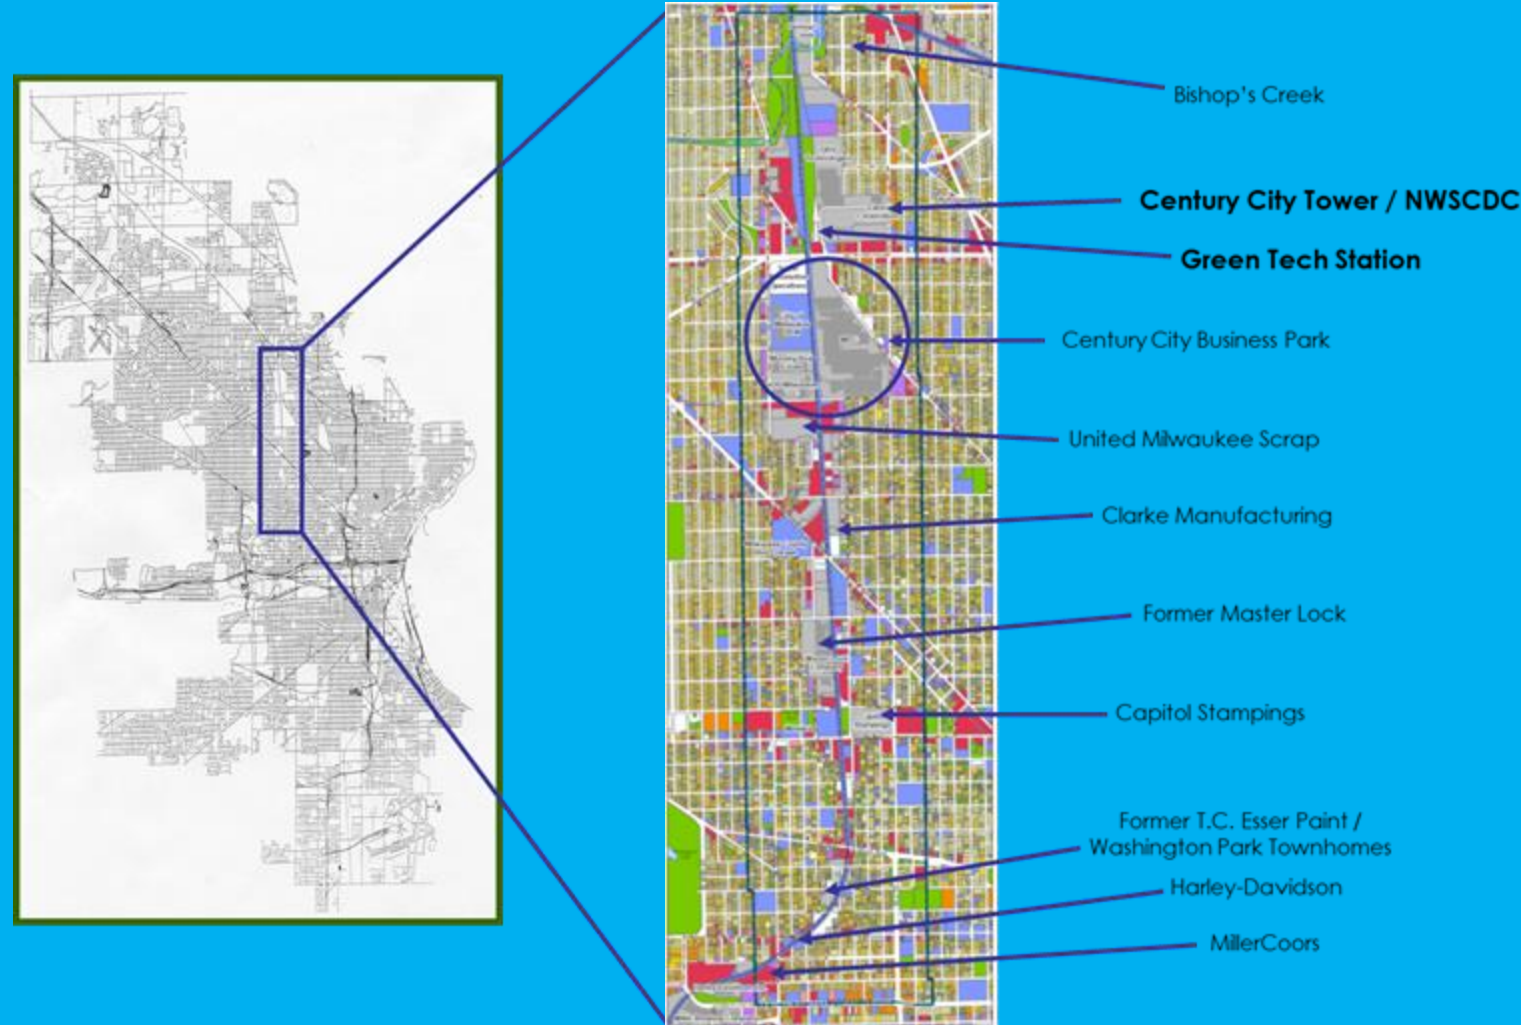 Bishop's Creek
Century City Tower / NWSCDC
Green Tech Station
Century City Business Park
United Milwaukee Scrap
Clarke Manufacturing
Former Master Lock
Capitol Stampings
Former T.C. Esser Paint /
Washington Park Townhomes
Harley-Davidson
MillerCoors